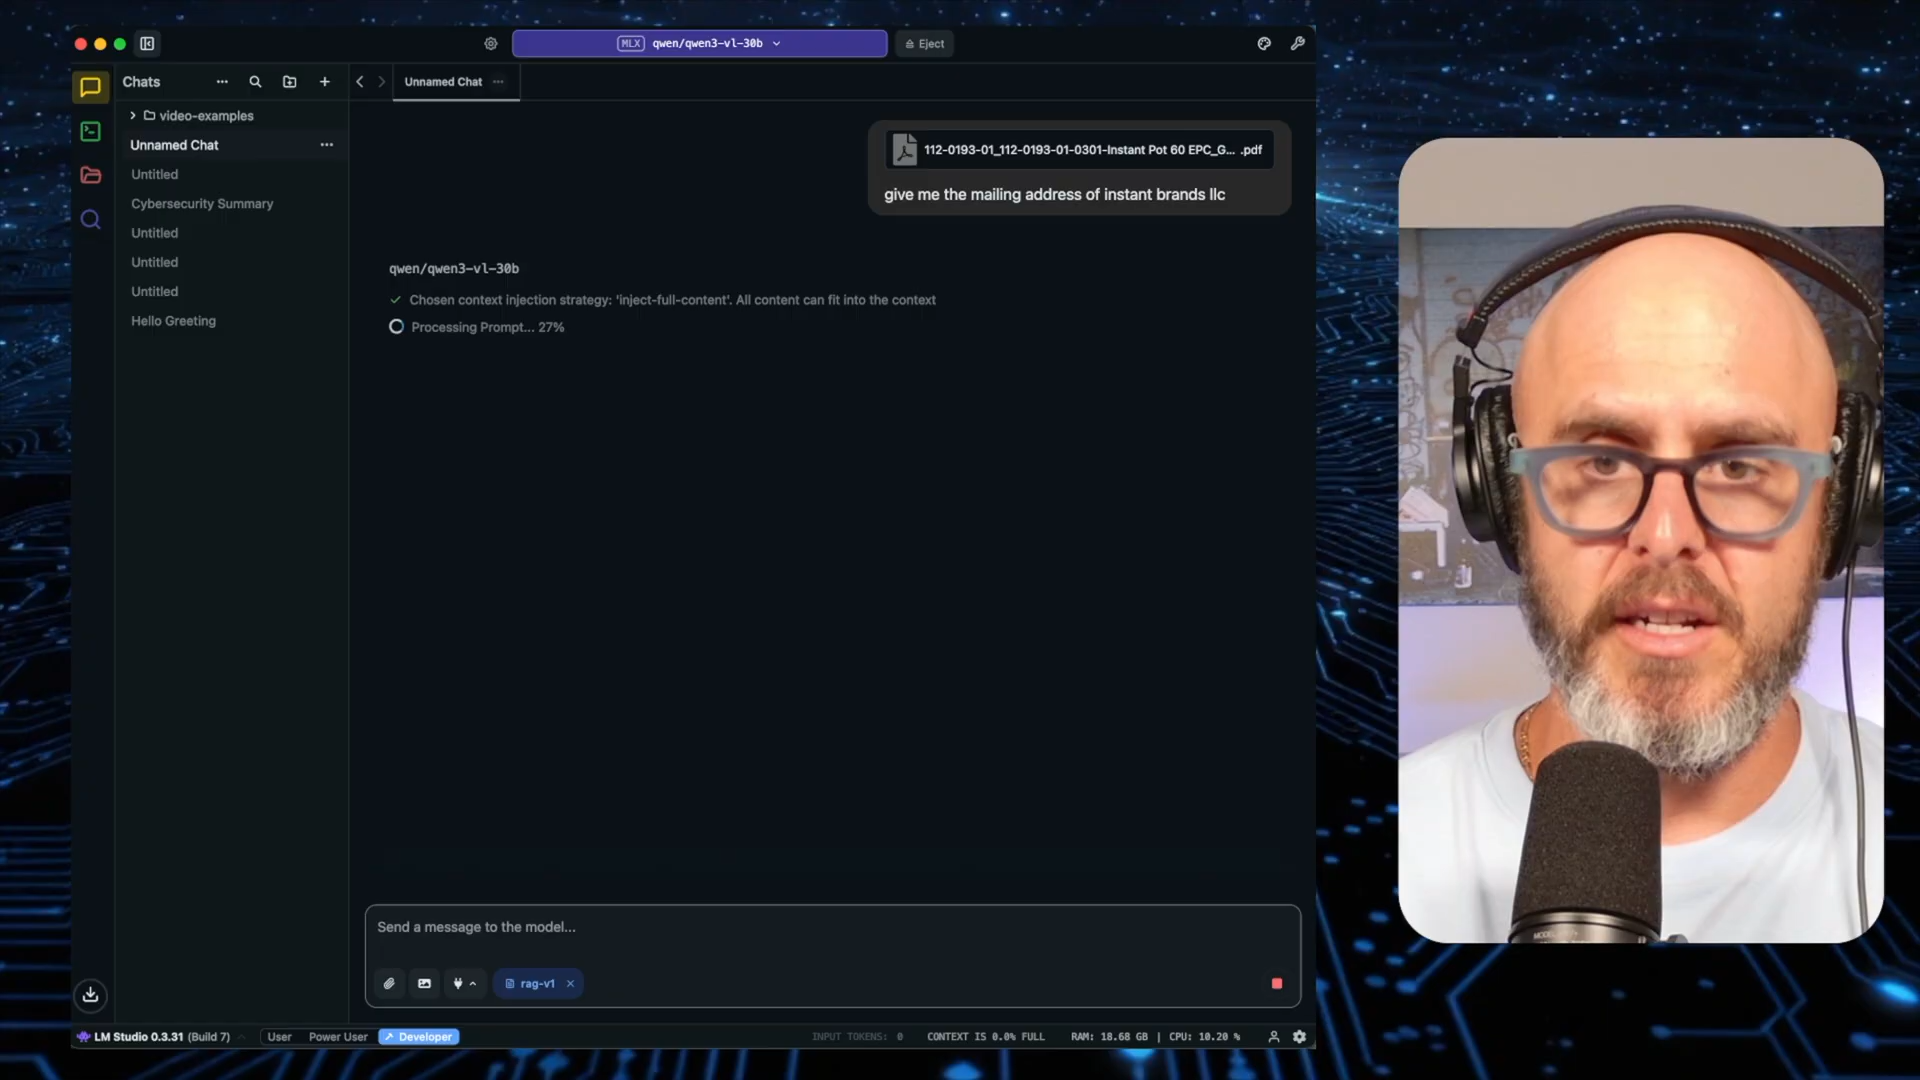 MLX qwen/qwen3-vl-30b
Eject
Chats
Unnamed Chat
video-examples
Unnamed Chat
Untitled
Cybersecurity Summary
Untitled
Untitled
Untitled
Hello Greeting
112-0193-01_112-0193-01-0301-Instant Pot 60 EPC_G... .pdf
give me the mailing address of instant brands llc
qwen/qwen3-vl-30b
Chosen context injection strategy: 'inject-full-content'. All content can fit into the context
Processing Prompt... 27%
Send a message to the model...
rag-v1
LM Studio 0.3.31 (Build 7)
User
Power User
Developer
INPUT TOKENS: 0
CONTEXT IS 0.0% FULL
RAM: 18.68 GB | CPU: 10.20 %